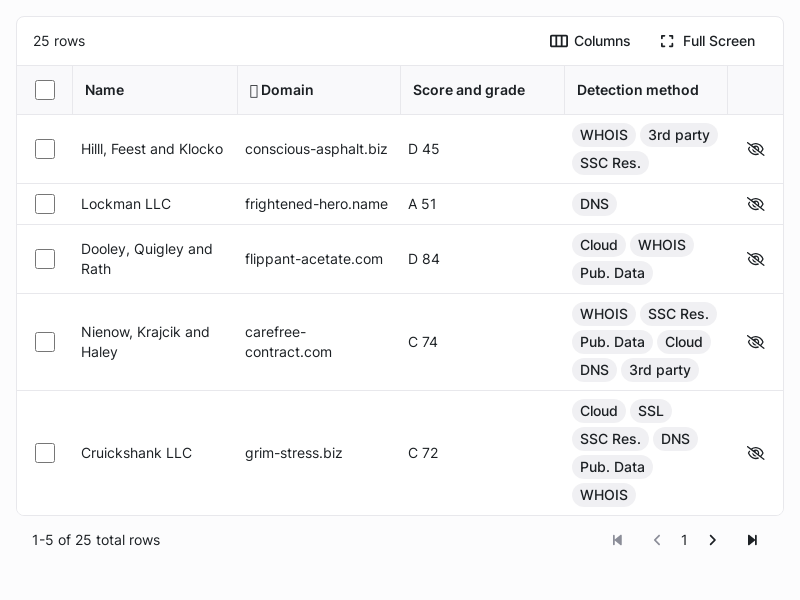 25 rows
Columns
Full Screen
Name
Domain
Score and grade
Detection method
Hilll, Feest and Klocko
conscious-asphalt.biz
D 45
WHOIS
3rd party
SSC Res.
Lockman LLC
frightened-hero.name
A 51
DNS
Dooley, Quigley and
Rath
flippant-acetate.com
D 84
Cloud
WHOIS
Pub. Data
Nienow, Krajcik and
Haley
carefree-
contract.com
C 74
WHOIS
SSC Res.
Pub. Data
Cloud
DNS
3rd party
Cruickshank LLC
grim-stress.biz
C 72
Cloud
SSL
SSC Res.
DNS
Pub. Data
WHOIS
1-5 of 25 total rows
1